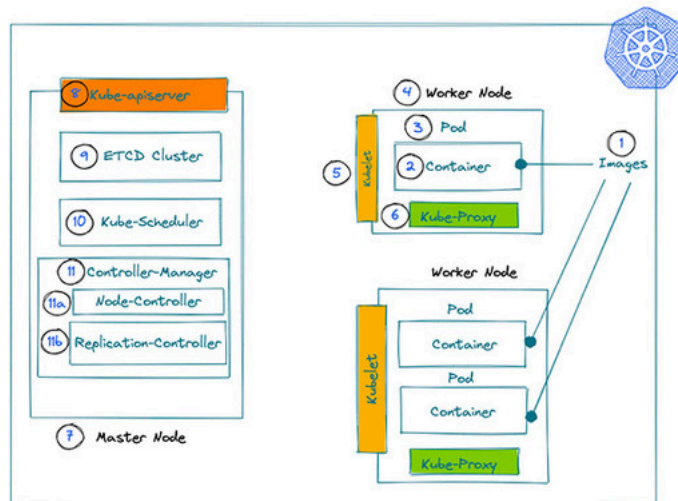 8 Kube-apiserver
9 ETCD Cluster
10 Kube-Scheduler
11 Controller-Manager
11a Node-Controller
11b Replication-Controller
7 Master Node
4 Worker Node
3 Pod
5 Kubelet
2 Container
6 Kube-Proxy
1
Images
Worker Node
Pod
Kubelet
Container
Pod
Container
Kube-Proxy